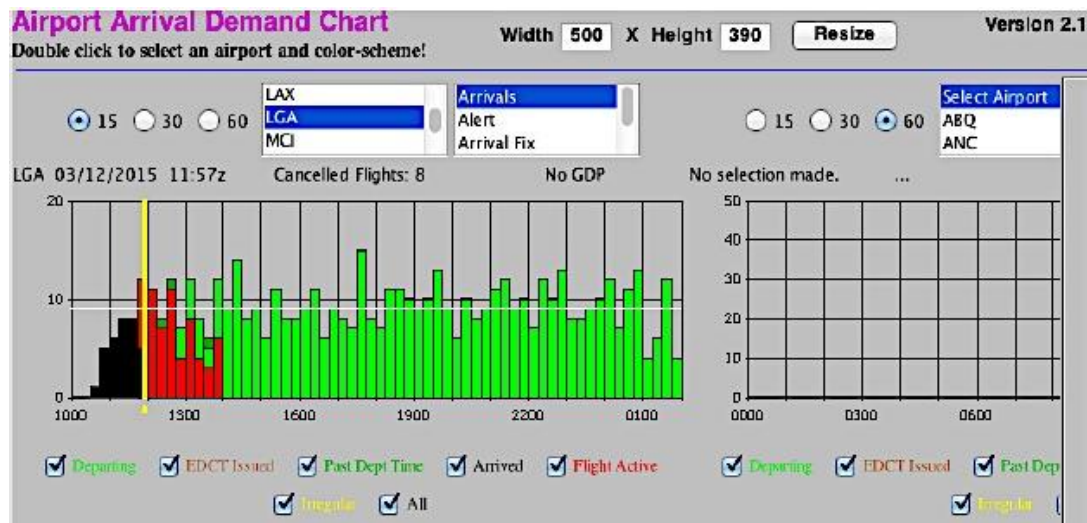 Airport Arrival Demand Chart
Double click to select an airport and color-scheme!
Width 500 X Height 390 Resize
Version 2.1
15 30 60
LAX
LGA
MCI
Arrivals
Alert
Arrival Fix
15 30 60
Select Airport
ABQ
ANC
LGA 03/12/2015 11:57z Cancelled Flights: 8 No GDP
No selection made. ...
20
10
0
1000 1300 1600 1900 2200 0100
50
40
30
20
10
0
0000 0300 0600
Departing EDCT Issued Past Dept Time Arrived Flight Active
Irregular All
Departing EDCT Issued Past Dep
Irregular